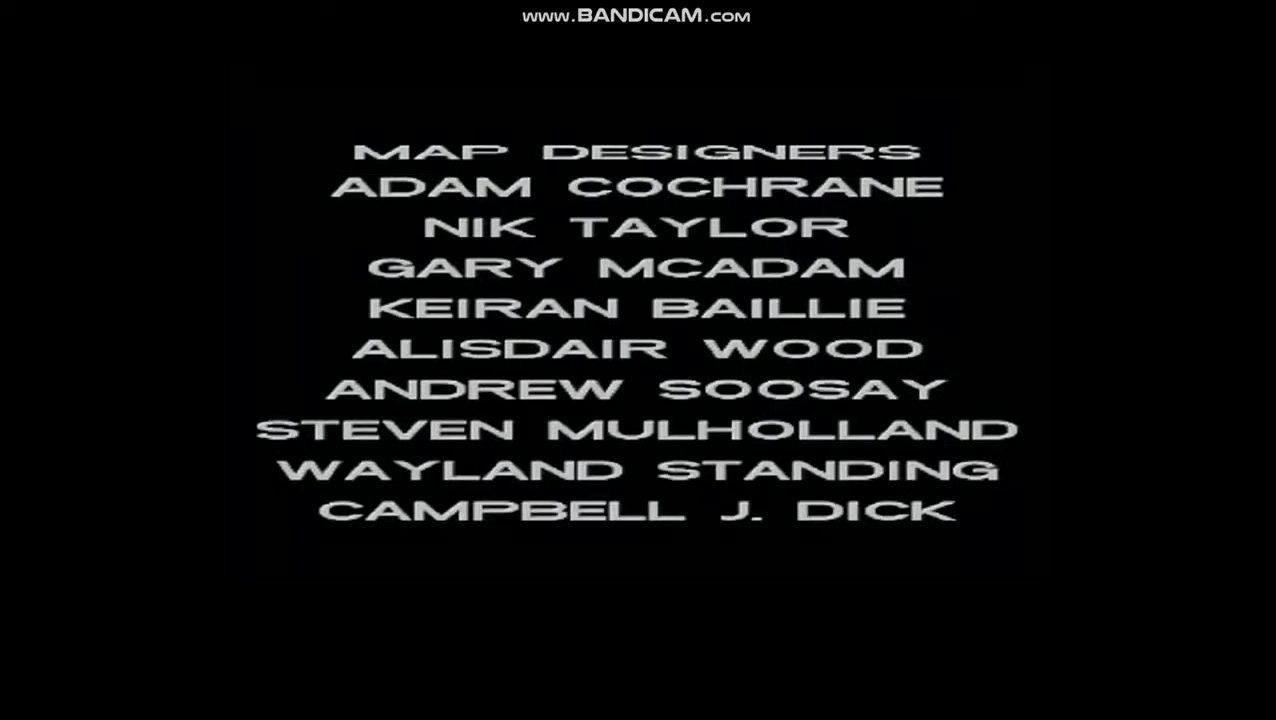 www.BANDICAM.com
MAP DESIGNERS
ADAM COCHRANE
NIK TAYLOR
GARY MCADAM
KEIRAN BAILLIE
ALISDAIR WOOD
ANDREW SOOSAY
STEVEN MULHOLLAND
WAYLAND STANDING
CAMPBELL J. DICK